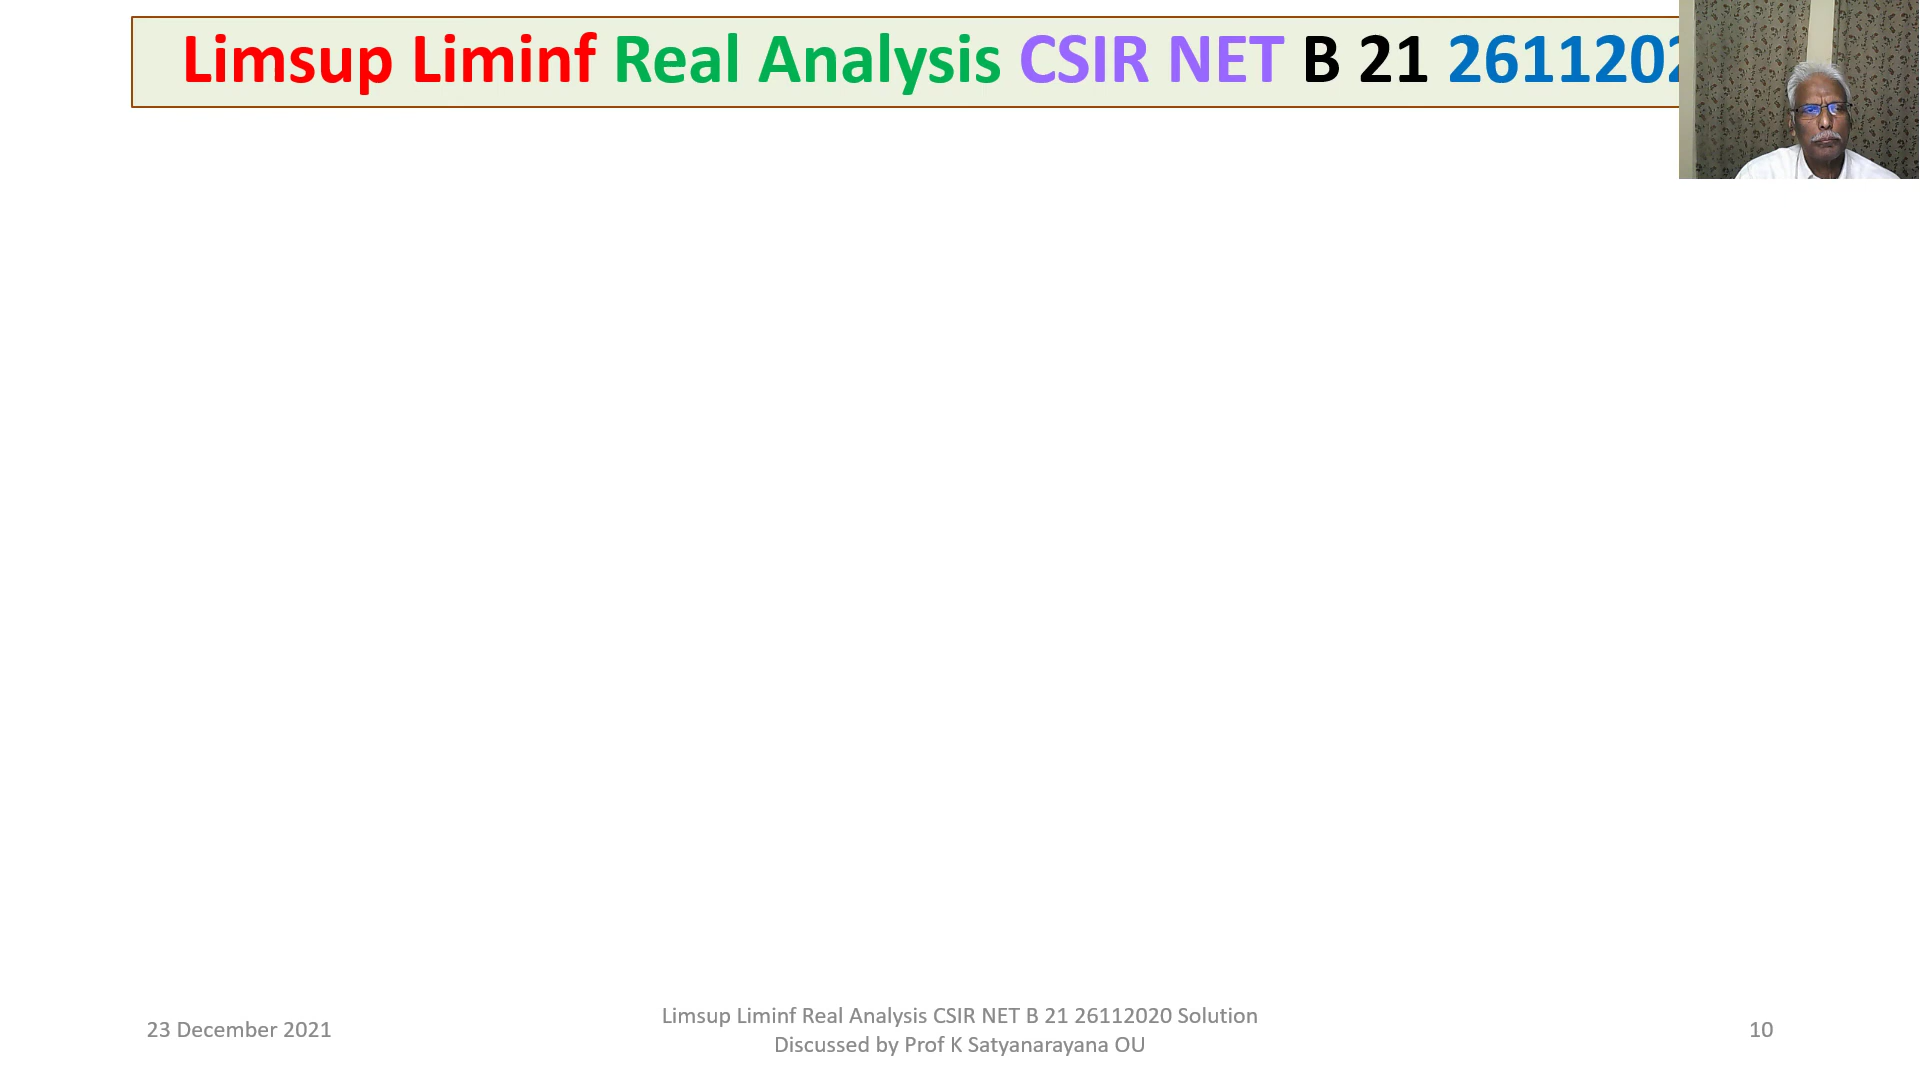 Limsup Liminf Real Analysis CSIR NET B 21 2611202
23 December 2021
Limsup Liminf Real Analysis CSIR NET B 21 26112020 Solution
Discussed by Prof K Satyanarayana OU
10